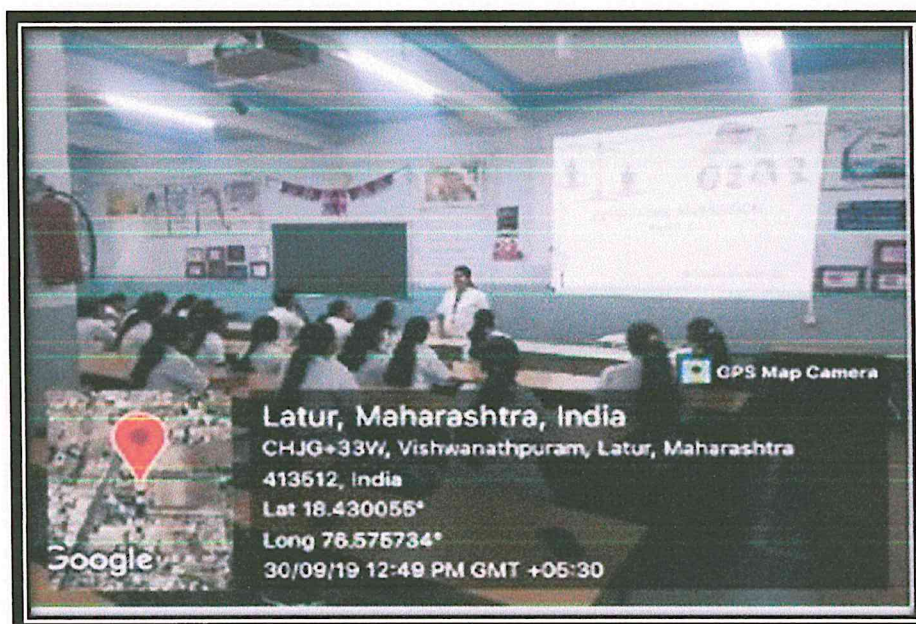 GPS Map Camera
Latur, Maharashtra, India
CHJG+33W, Vishwanathpuram, Latur, Maharashtra
413512, India
Lat 18.430055°
Long 76.575734°
30/09/19 12:49 PM GMT +05:30
Google